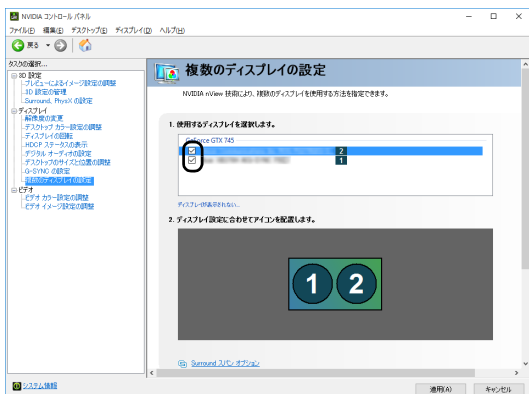 NVIDIA コントロール パネル
ファイル(F) 編集(E) デスクトップ(K) ディスプレイ(D) ヘルプ(H)
戻る
タスクの選択...
3D 設定
プレビューによるイメージ設定の調整
3D 設定の管理
Surround、PhysX の設定
ディスプレイ
解像度の変更
デスクトップ カラー設定の調整
ディスプレイの回転
HDCP ステータスの表示
デジタル オーディオの設定
デスクトップのサイズと位置の調整
G-SYNC の設定
複数のディスプレイの設定
ビデオ
ビデオ カラー設定の調整
ビデオ イメージ設定の調整
システム情報
複数のディスプレイの設定
NVIDIA nView 技術により、複数のディスプレイを使用する方法を指定できます。
1. 使用するディスプレイを選択します。
GeForce GTX 745
2
1
ディスプレイが表示されない...
2. ディスプレイ設定に合わせてアイコンを配置します。
1 2
Surround スパン オプション
適用(A) キャンセル